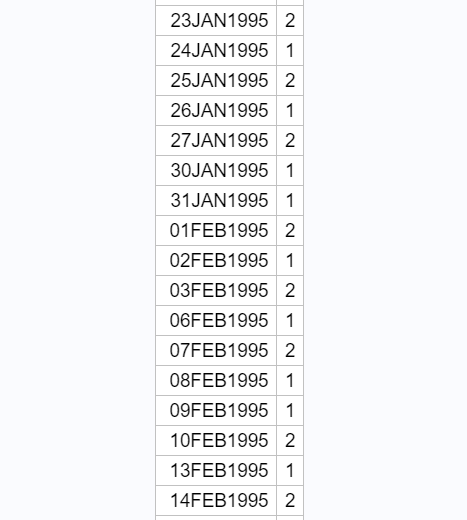 23JAN1995 2
24JAN1995 1
25JAN1995 2
26JAN1995 1
27JAN1995 2
30JAN1995 1
31JAN1995 1
01FEB1995 2
02FEB1995 1
03FEB1995 2
06FEB1995 1
07FEB1995 2
08FEB1995 1
09FEB1995 1
10FEB1995 2
13FEB1995 1
14FEB1995 2